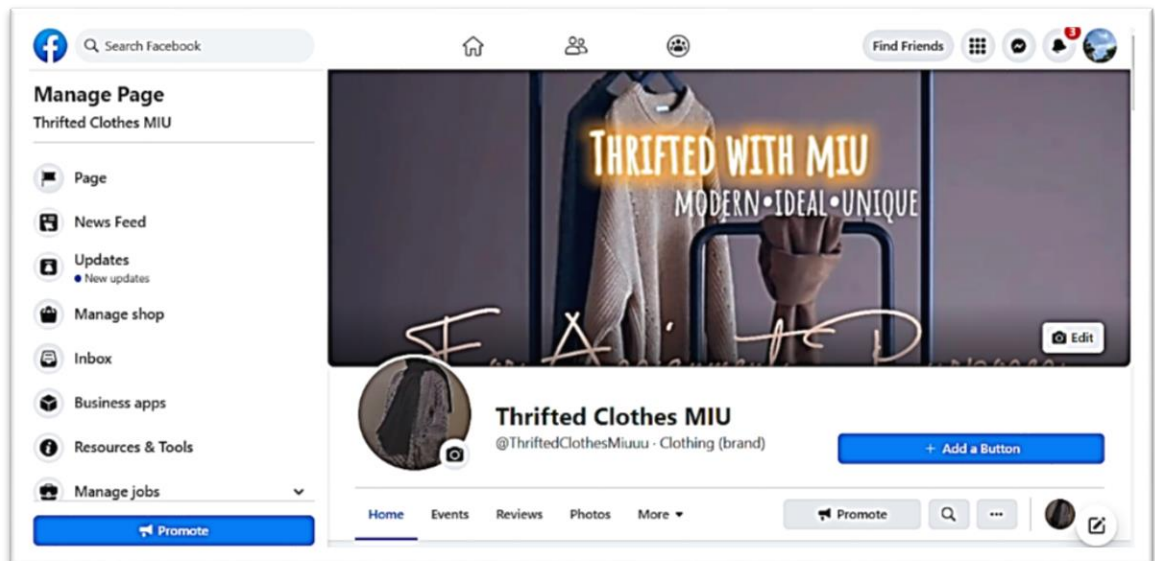 Search Facebook
Find Friends
3
Manage Page
Thrifted Clothes MIU
Page
News Feed
Updates
New updates
Manage shop
Inbox
Business apps
Resources & Tools
Manage jobs
Promote
THRIFTED WITH MIU
MODERN•IDEAL•UNIQUE
Edit
Thrifted Clothes MIU
@ThriftedClothesMiuuu · Clothing (brand)
+ Add a Button
Home Events Reviews Photos More
Promote